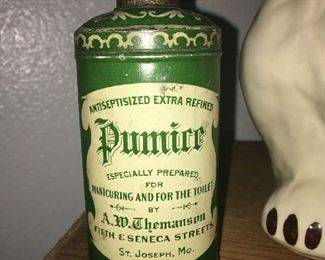 ANTISEPTISIZED EXTRA REFINED
Pumice
ESPECIALLY PREPARED
FOR
MANICURING AND FOR THE TOILET
BY
A.W. Themanson
FIFTH & SENECA STREETS
ST. JOSEPH, MO.